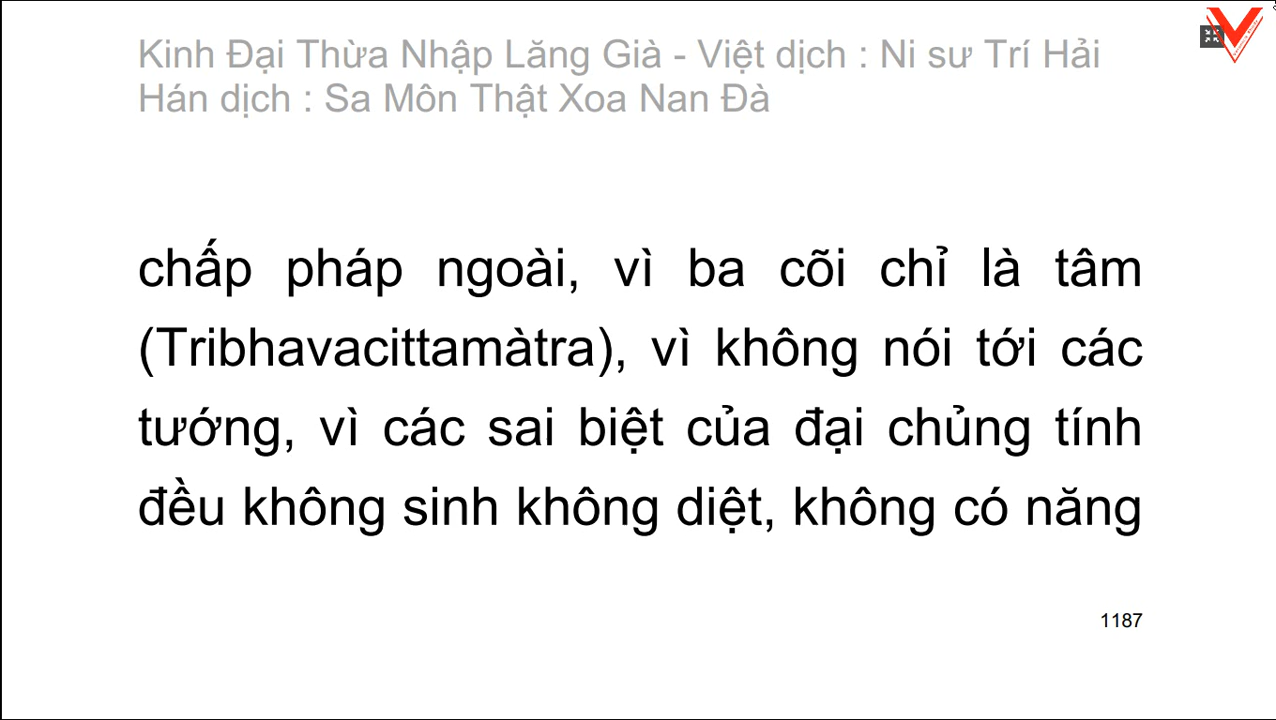 Kinh Đại Thừa Nhập Lăng Già - Việt dịch : Ni sư Trí Hải
Hán dịch : Sa Môn Thật Xoa Nan Đà
chấp pháp ngoài, vì ba cõi chỉ là tâm
(Tribhavacittamàtra), vì không nói tới các
tướng, vì các sai biệt của đại chủng tính
đều không sinh không diệt, không có năng
1187